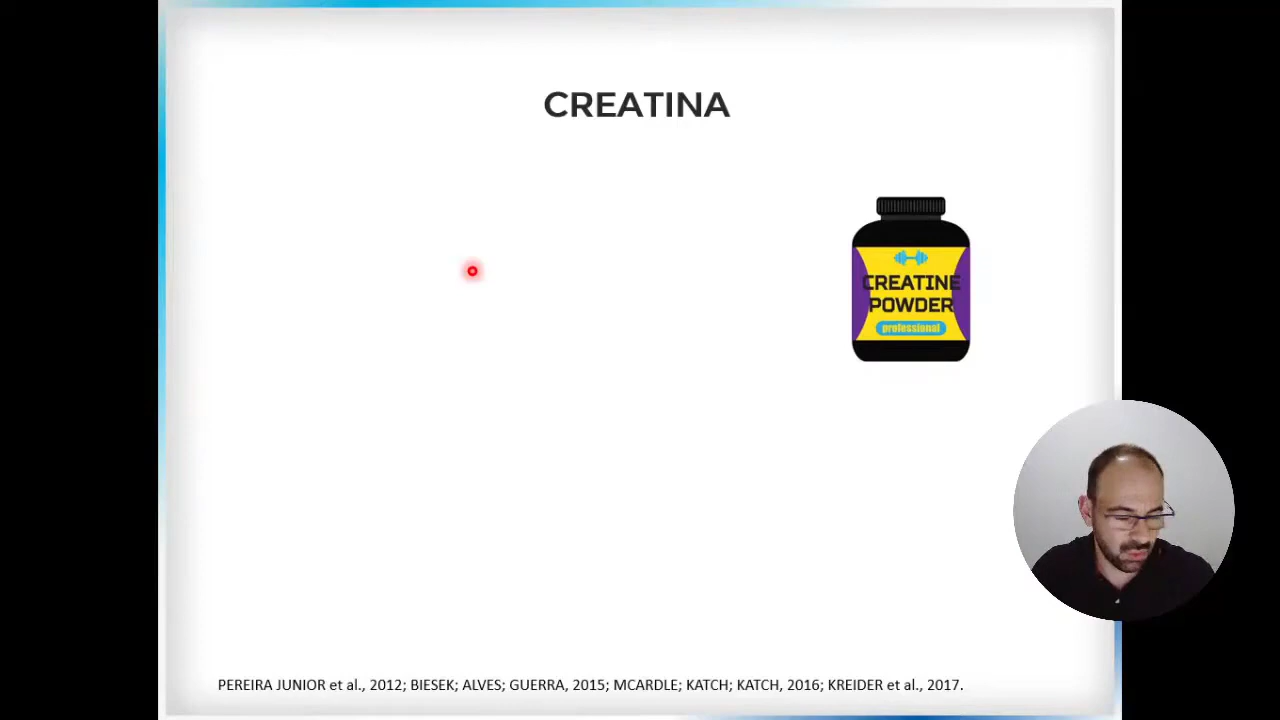 CREATINA
CREATINE
POWDER
professional
PEREIRA JUNIOR et al., 2012; BIESEK; ALVES; GUERRA, 2015; MCARDLE; KATCH; KATCH, 2016; KREIDER et al., 2017.